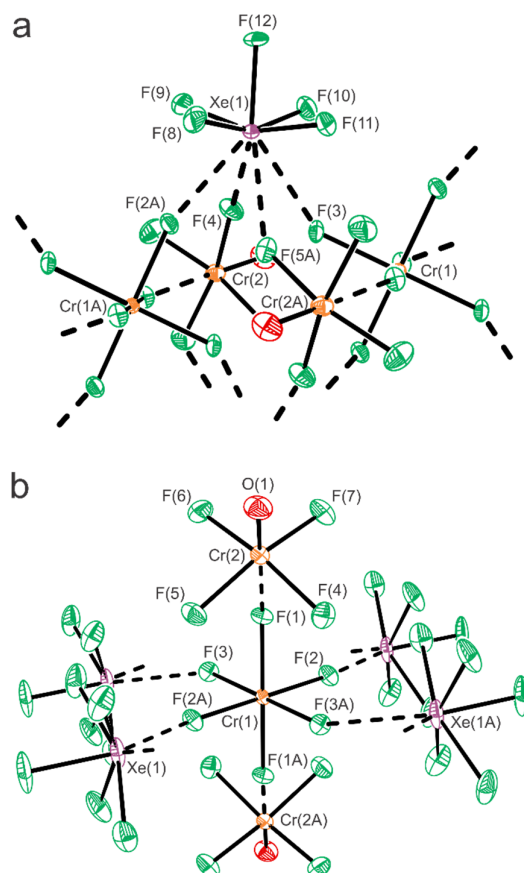 a
F(12)
F(9)
Xe(1)
F(10)
F(8)
F(11)
F(2A)
F(4)
F(3)
F(5A)
Cr(2)
Cr(1)
Cr(1A)
Cr(2A)
b
O(1)
F(6)
F(7)
Cr(2)
F(5)
F(4)
F(1)
F(3)
F(2)
F(2A)
F(3A)
Cr(1)
Xe(1A)
Xe(1)
F(1A)
Cr(2A)